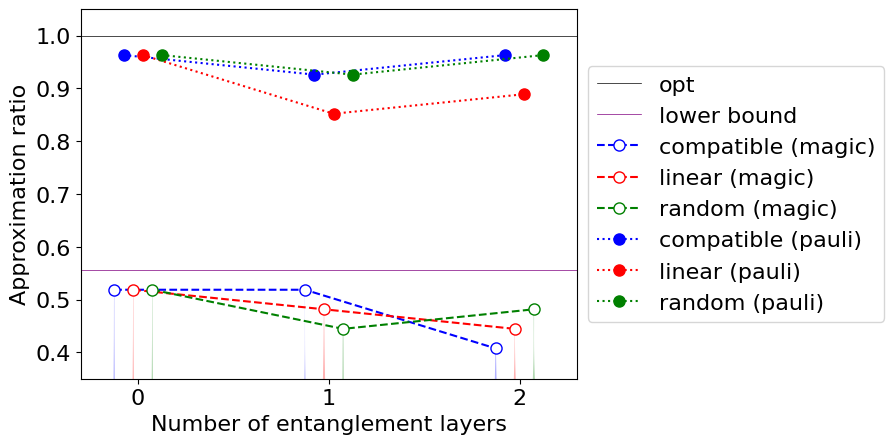 1.0
0.9
0.8
0.7
0.6
0.5
0.4
Approximation ratio
0
1
2
Number of entanglement layers
opt
lower bound
compatible (magic)
linear (magic)
random (magic)
compatible (pauli)
linear (pauli)
random (pauli)